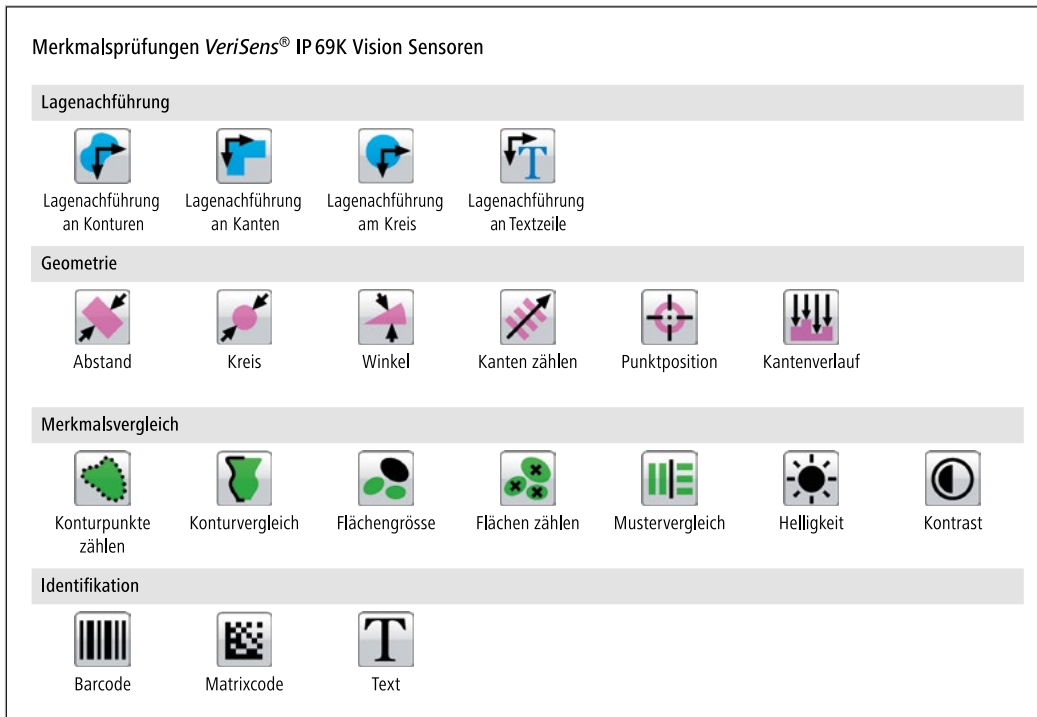 Merkmalsprüfungen VeriSens® IP 69K Vision Sensoren
Lagenachführung
Lagenachführung an Konturen
Lagenachführung an Kanten
Lagenachführung am Kreis
Lagenachführung an Textzeile
Geometrie
Abstand
Kreis
Winkel
Kanten zählen
Punktposition
Kantenverlauf
Merkmalsvergleich
Konturpunkte zählen
Konturvergleich
Flächengrösse
Flächen zählen
Mustervergleich
Helligkeit
Kontrast
Identifikation
T
Barcode
Matrixcode
Text